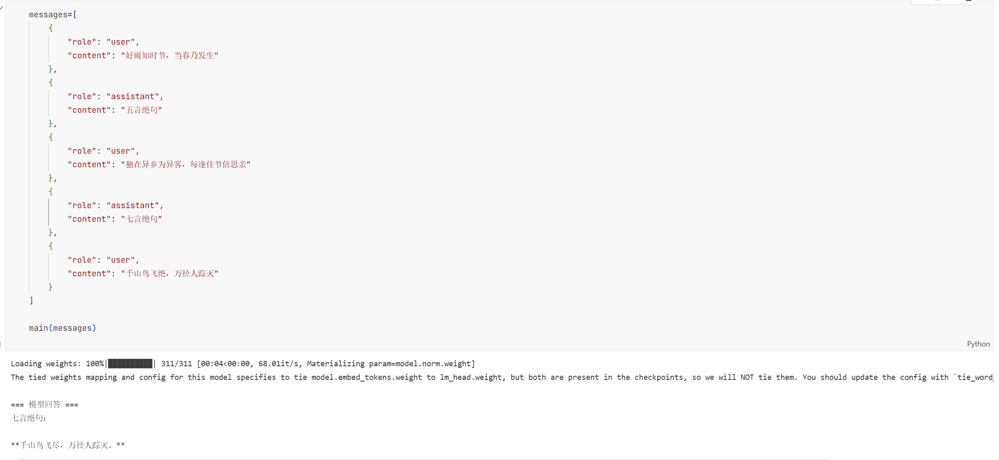 messages=[
{
"role": "user",
"content": "好雨知时节，当春乃发生"
},
{
"role": "assistant",
"content": "五言绝句"
},
{
"role": "user",
"content": "独在异乡为异客，每逢佳节倍思亲"
},
{
"role": "assistant",
"content": "七言绝句"
},
{
"role": "user",
"content": "千山鸟飞绝，万径人踪灭"
}
]
main(messages)
Python
Loading weights: 100%|██████████| 311/311 [00:04<00:00, 68.01it/s, Materializing param=model.norm.weight]
The tied weights mapping and config for this model specifies to tie model.embed_tokens.weight to lm_head.weight, but both are present in the checkpoints, so we will NOT tie them. You should update the config with `tie_word_
=== 模型回答 ===
七言绝句：
**千山鸟飞尽，万径人踪灭。**